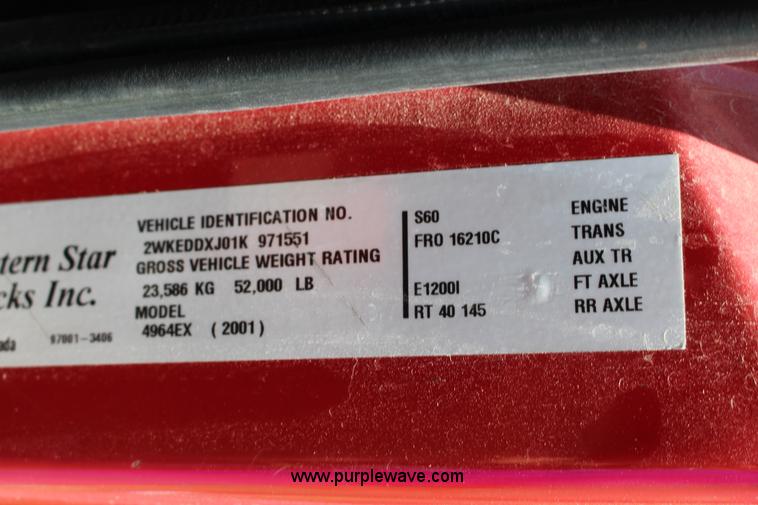 tern Star
cks Inc.
ada 97001-3406
VEHICLE IDENTIFICATION NO.
2WKEDDXJ01K 971551
GROSS VEHICLE WEIGHT RATING
23,586 KG 52,000 LB
MODEL
4964EX (2001)
S60 ENGINE
FRO 16210C TRANS
AUX TR
E1200I FT AXLE
RT 40 145 RR AXLE
www.purplewave.com